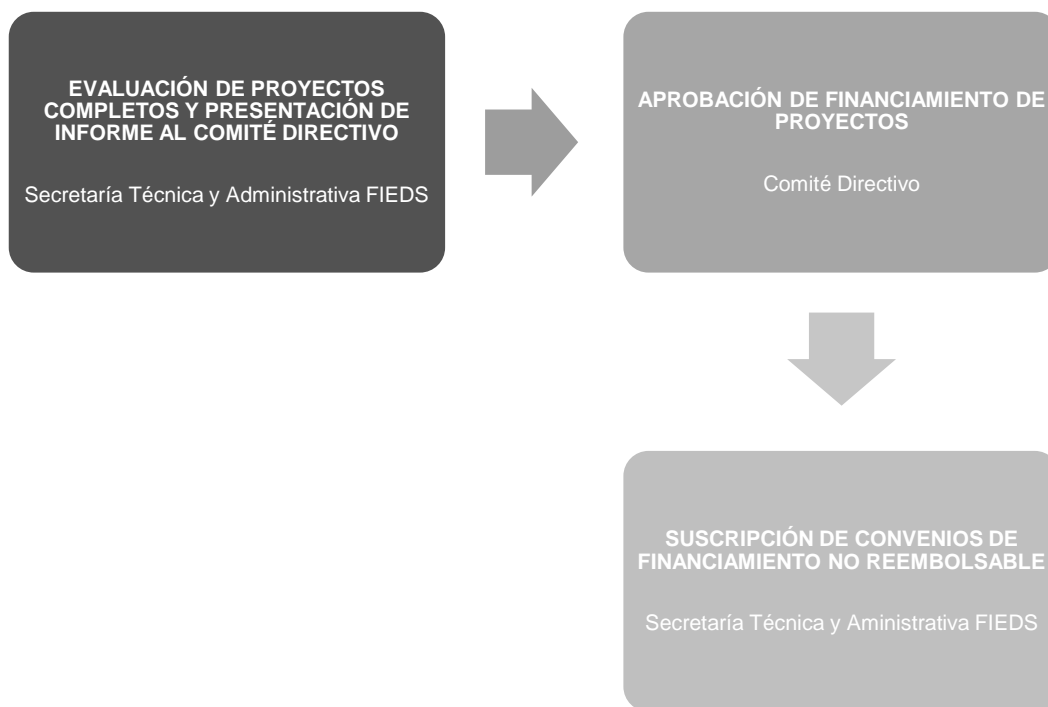 EVALUACIÓN DE PROYECTOS
COMPLETOS Y PRESENTACIÓN DE
INFORME AL COMITÉ DIRECTIVO
Secretaría Técnica y Administrativa FIEDS
APROBACIÓN DE FINANCIAMIENTO DE
PROYECTOS
Comité Directivo
SUSCRIPCIÓN DE CONVENIOS DE
FINANCIAMIENTO NO REEMBOLSABLE
Secretaría Técnica y Aministrativa FIEDS